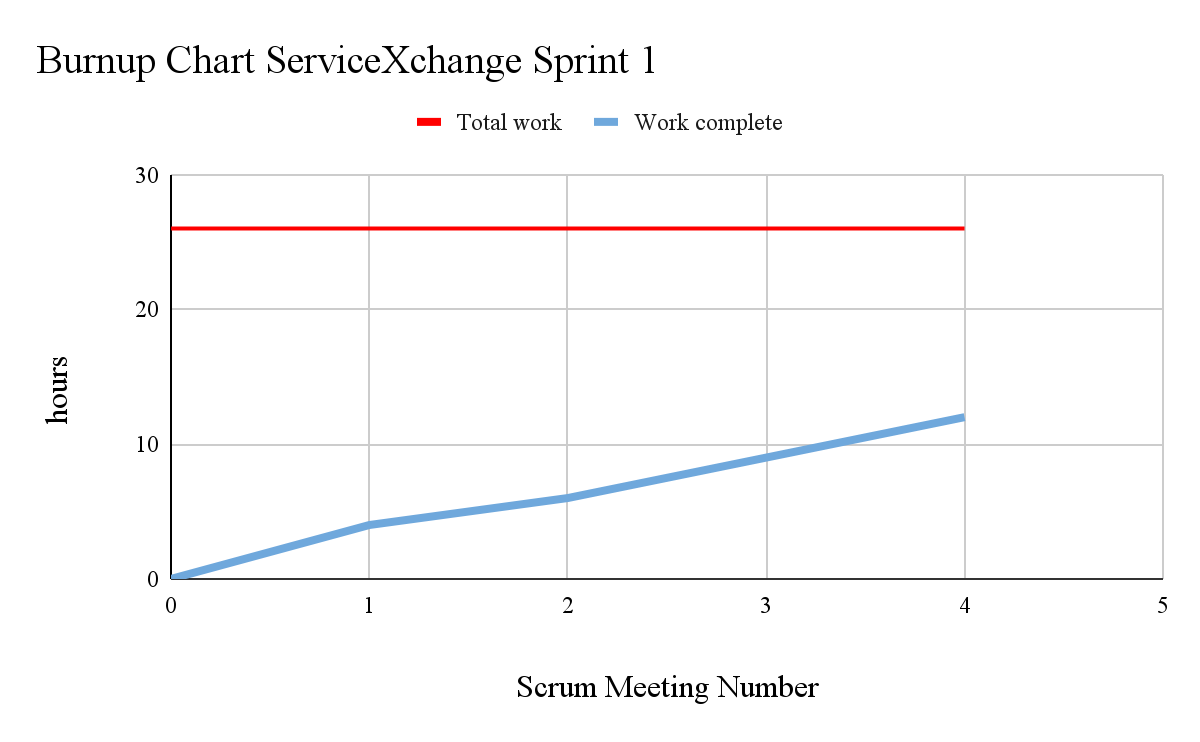 Burnup Chart ServiceXchange Sprint 1
Total work Work complete
30
20
10
0
hours
0 1 2 3 4 5
Scrum Meeting Number